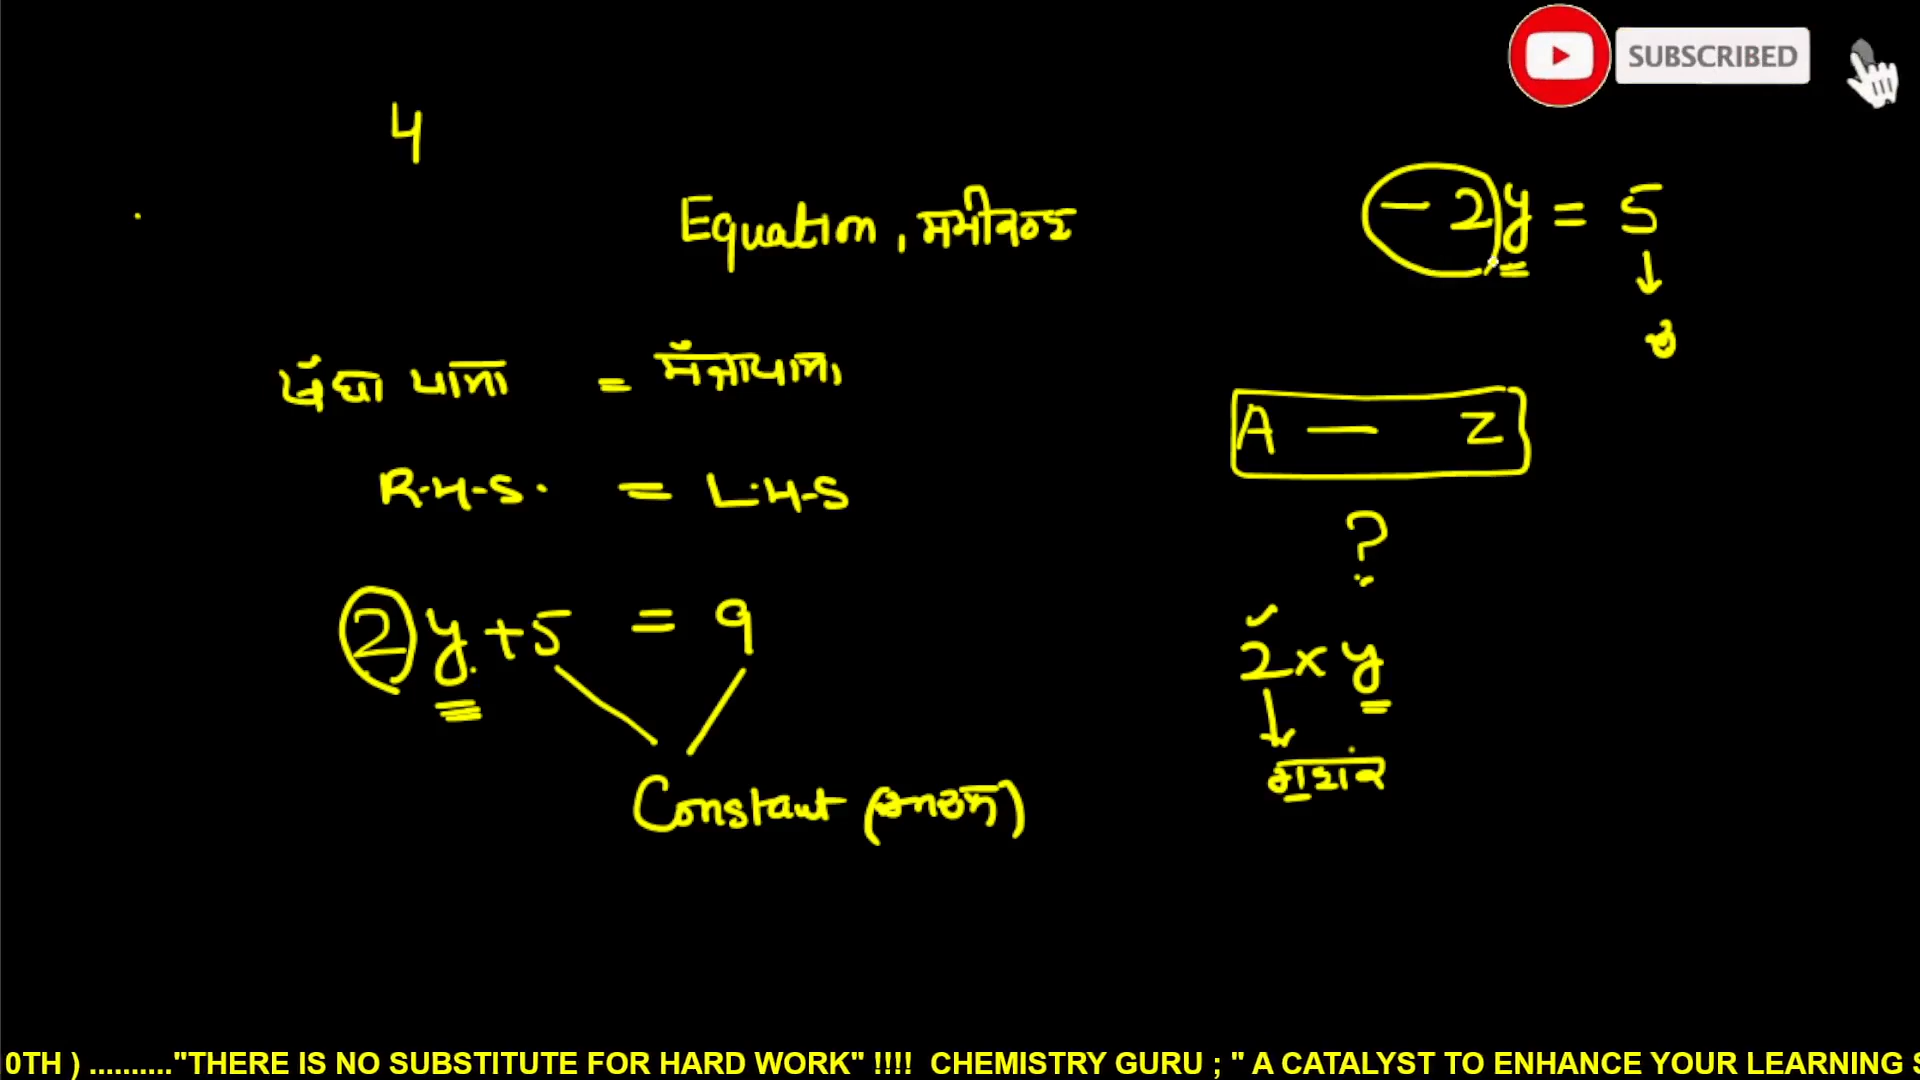 SUBSCRIBED
4
Equation, ਸਮੀਕਰਣ
-2y = 5
ਖੱਬਾ ਪਾਸਾ = ਸੱਜਾ ਪਾਸਾ
A — Z
R.H.S. = L.H.S
?
2y+5 = 9
2xy
Constant (ਅਚਲ)
0TH ) .........."THERE IS NO SUBSTITUTE FOR HARD WORK" !!!! CHEMISTRY GURU ; " A CATALYST TO ENHANCE YOUR LEARNING S